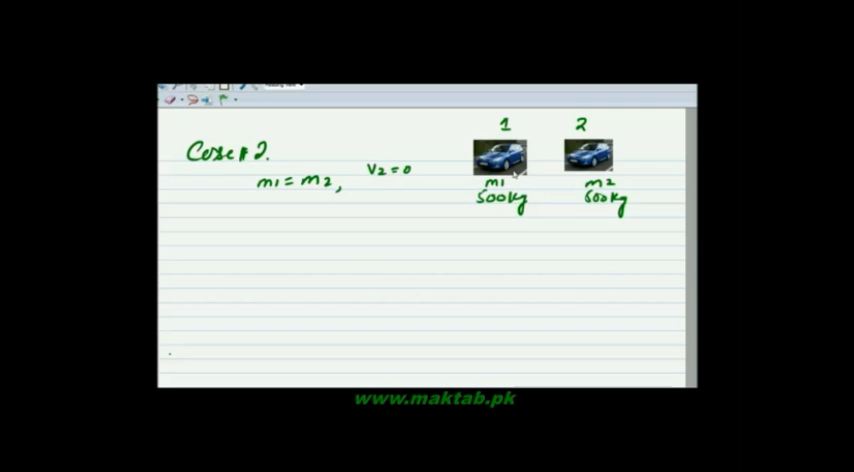 1 2
Case # 2.
m1 = m2, V2 = 0
m1 m2
500kg 500kg
www.maktab.pk